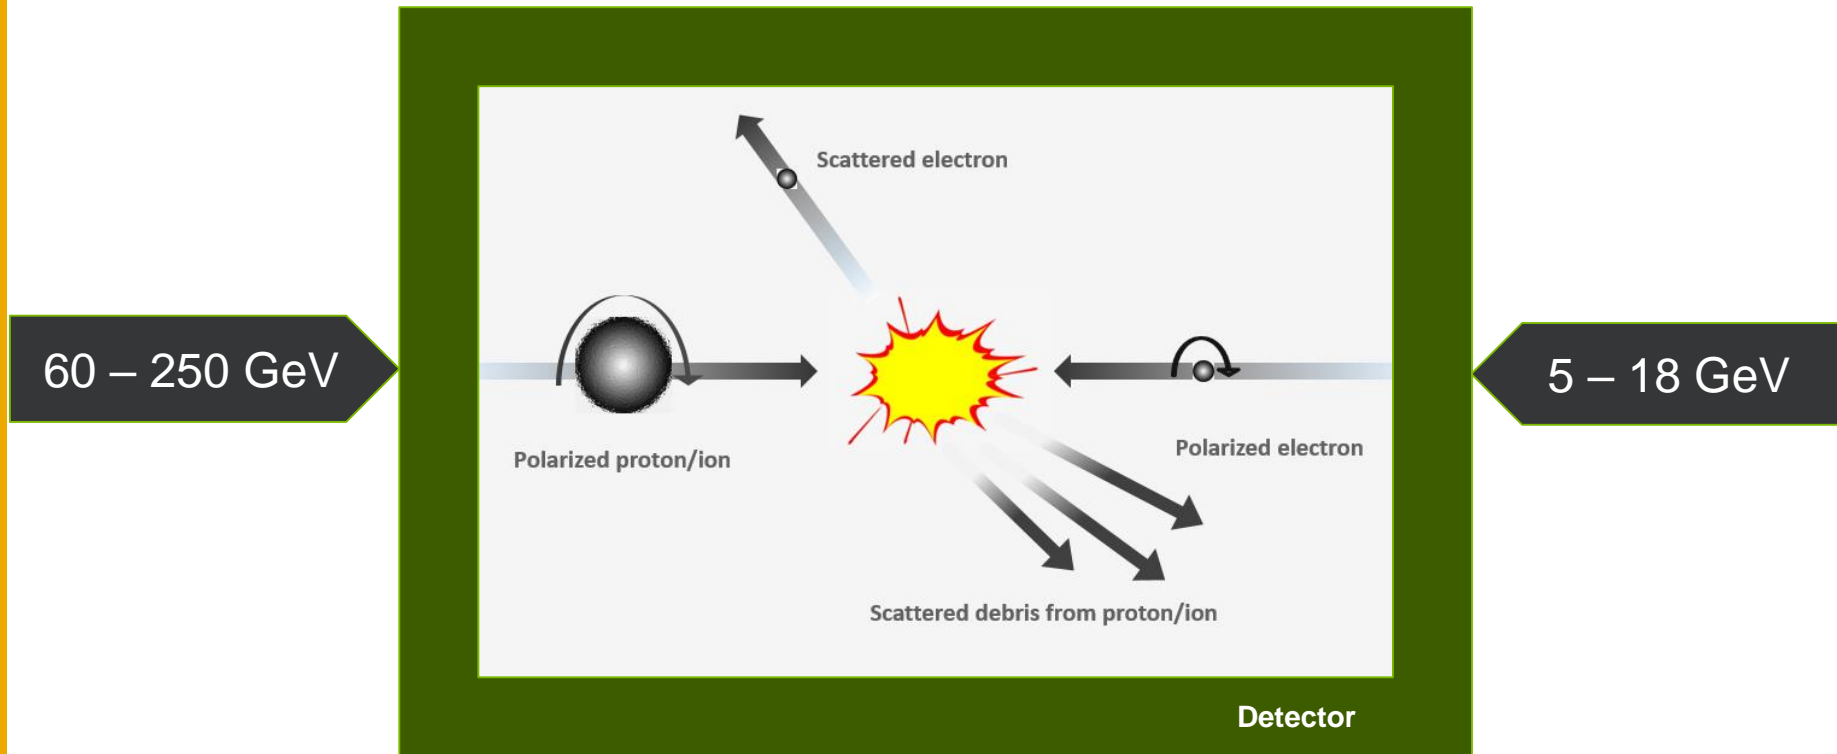 Scattered electron
60 – 250 GeV
5 – 18 GeV
Polarized proton/ion
Polarized electron
Scattered debris from proton/ion
Detector